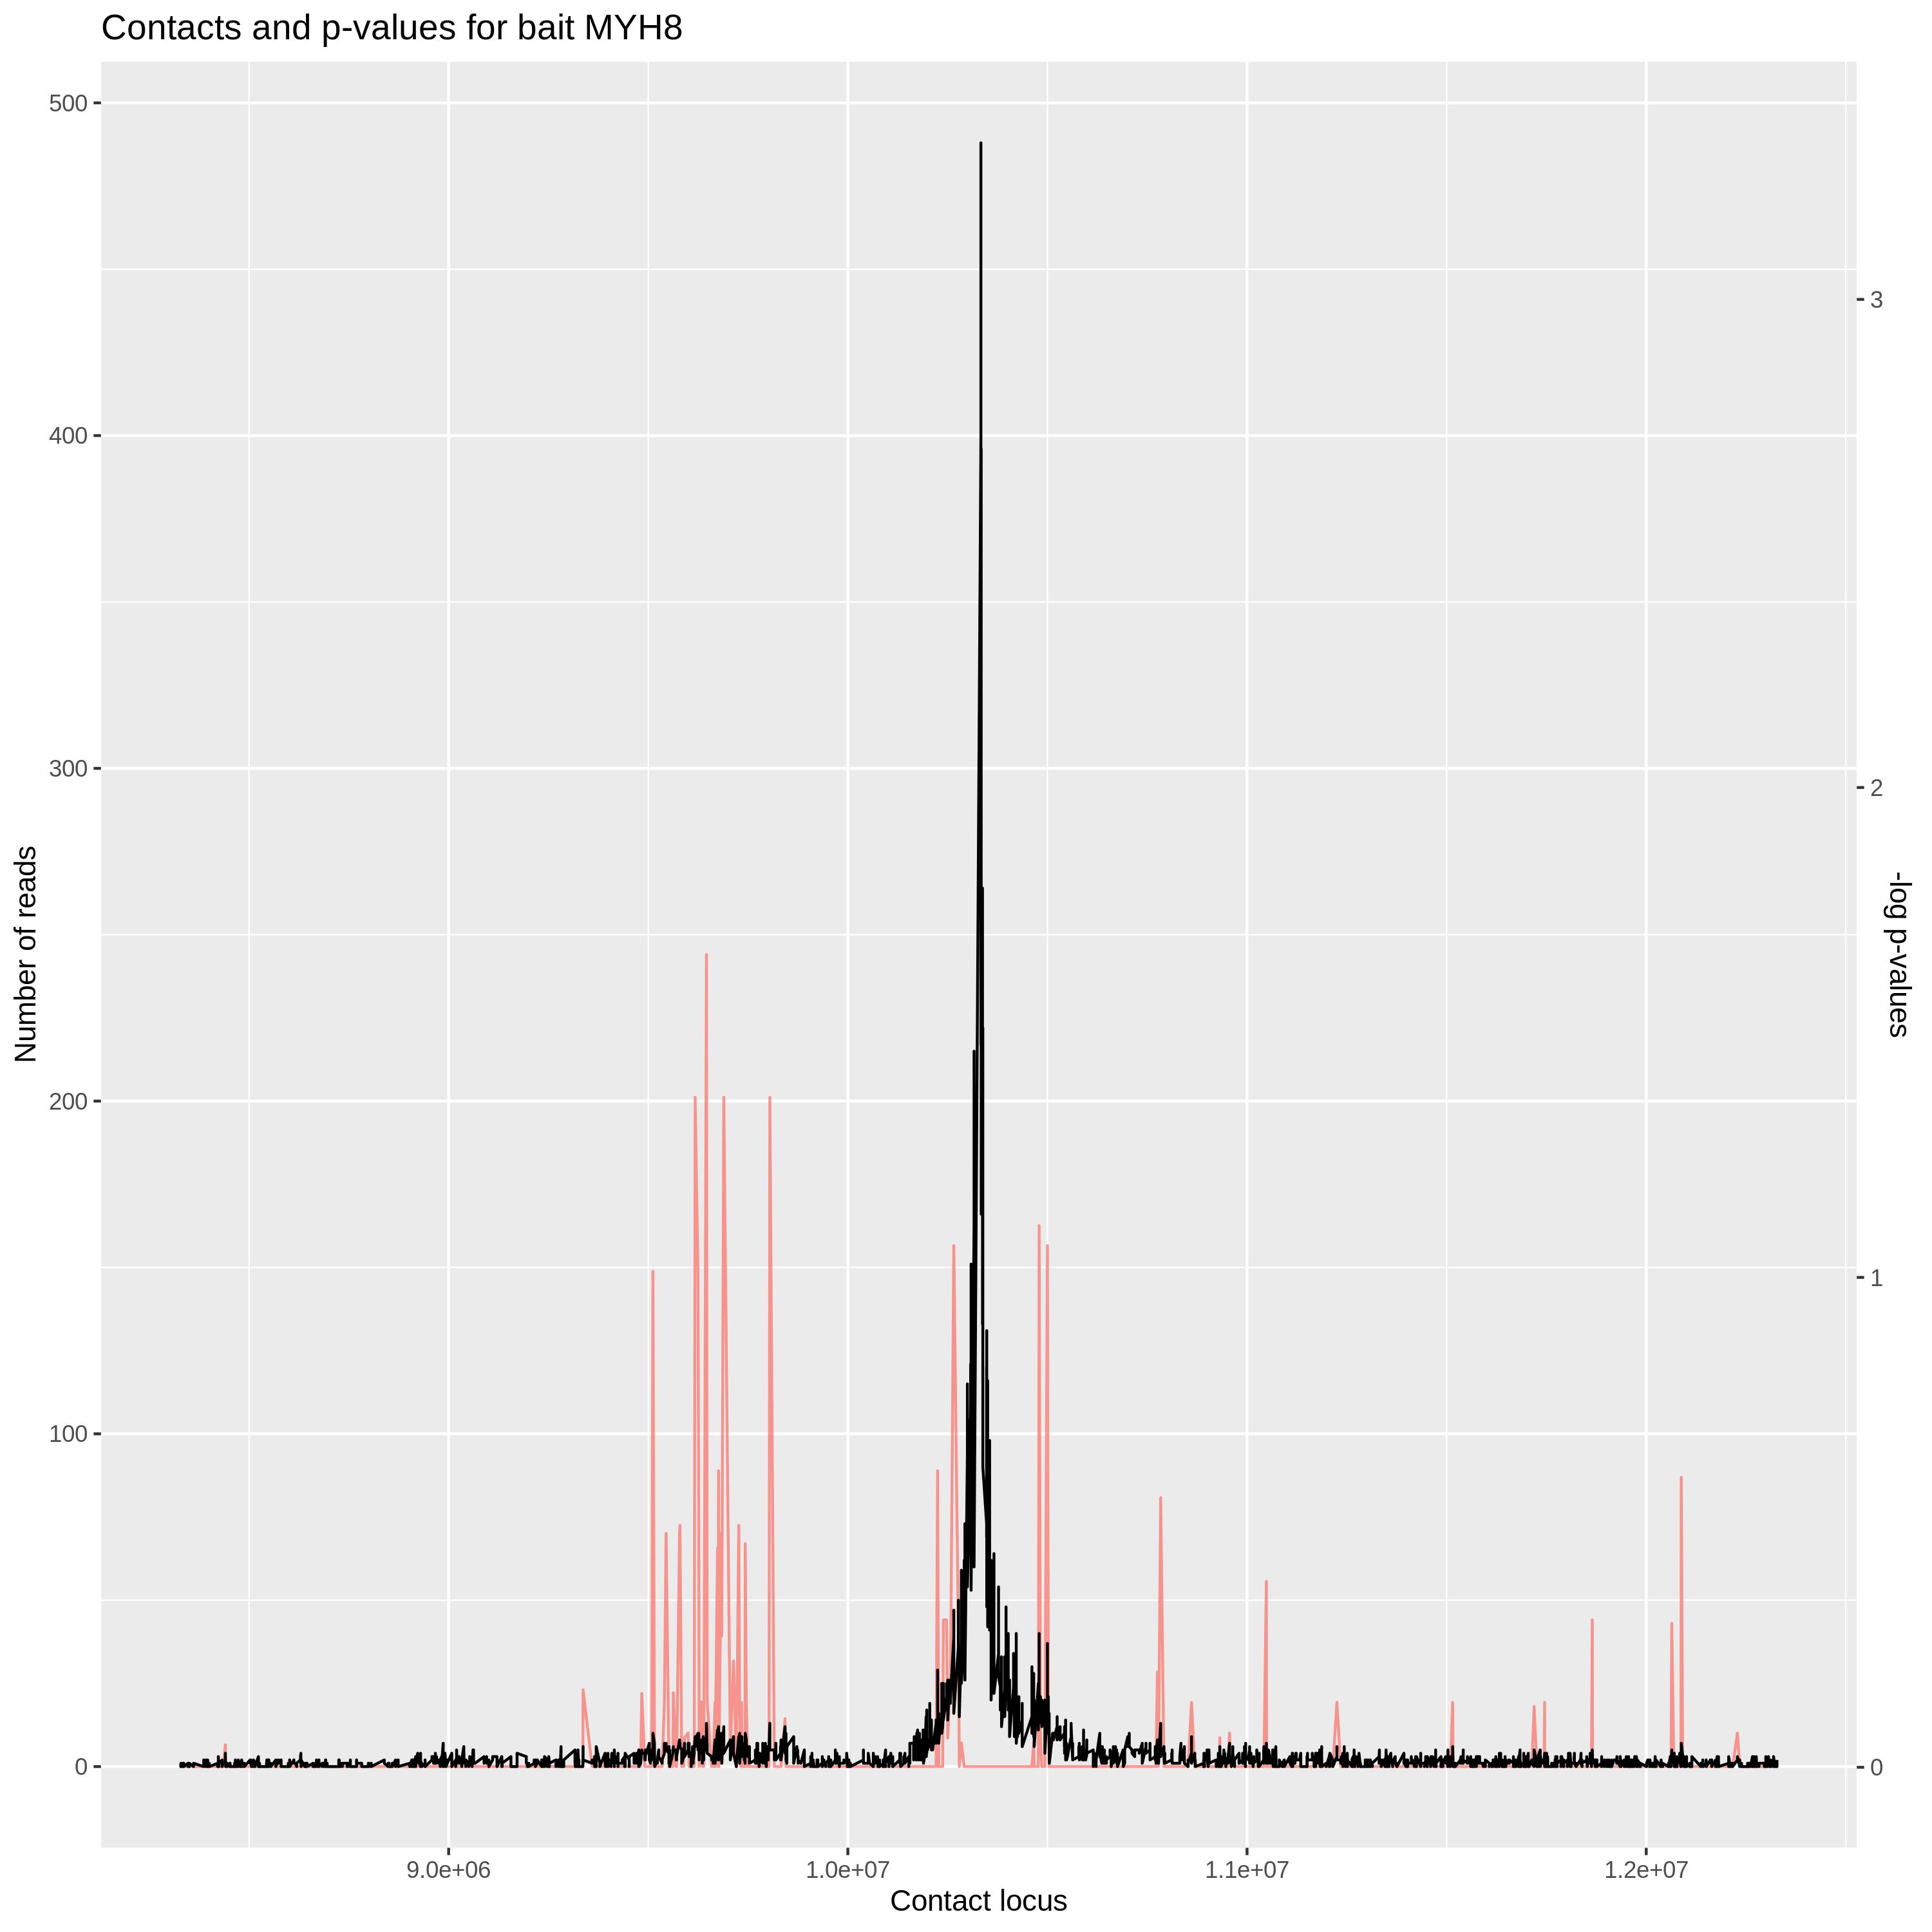 Contacts and p-values for bait MYH8
500
400
300
200
100
0
Number of reads
3
2
1
0
-log p-values
9.0e+06
1.0e+07
1.1e+07
1.2e+07
Contact locus